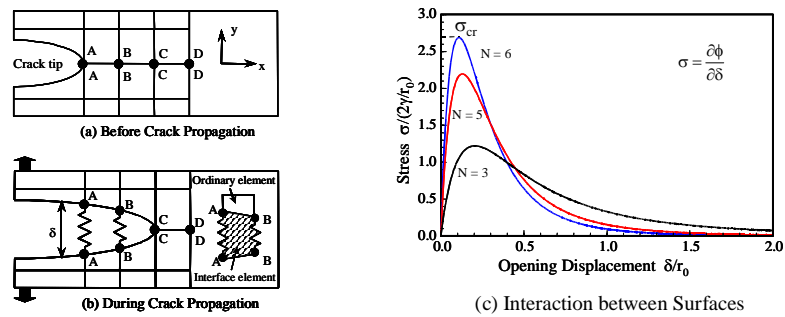 Crack tip
A
B
C
D
A
B
C
D
y
x
(a) Before Crack Propagation
Ordinary element
A
B
C
D
C
D
δ
A
B
A
B
A
B
Interface element
(b) During Crack Propagation
3.0
2.5
2.0
1.5
1.0
0.5
0.0
Stress σ/(2γ/r₀)
σcr
N = 6
N = 5
N = 3
σ = ∂ϕ/∂δ
0.0 0.5 1.0 1.5 2.0
Opening Displacement δ/r₀
(c) Interaction between Surfaces